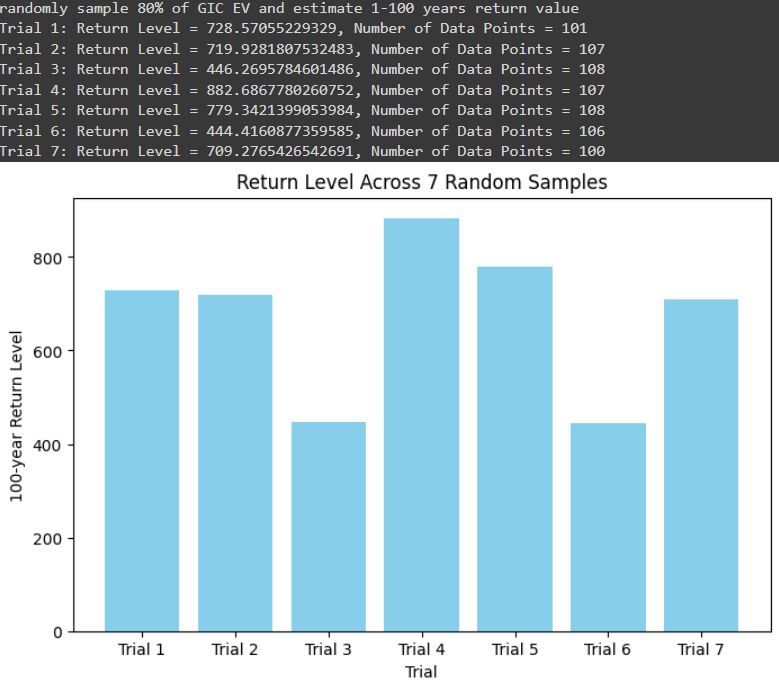 randomly sample 80% of GIC EV and estimate 1-100 years return value
Trial 1: Return Level = 728.57055229329, Number of Data Points = 101
Trial 2: Return Level = 719.9281807532483, Number of Data Points = 107
Trial 3: Return Level = 446.2695784601486, Number of Data Points = 108
Trial 4: Return Level = 882.6867780260752, Number of Data Points = 107
Trial 5: Return Level = 779.3421399053984, Number of Data Points = 108
Trial 6: Return Level = 444.4160877359585, Number of Data Points = 106
Trial 7: Return Level = 709.2765426542691, Number of Data Points = 100
Return Level Across 7 Random Samples
100-year Return Level
800
600
400
200
0
Trial 1 Trial 2 Trial 3 Trial 4 Trial 5 Trial 6 Trial 7
Trial